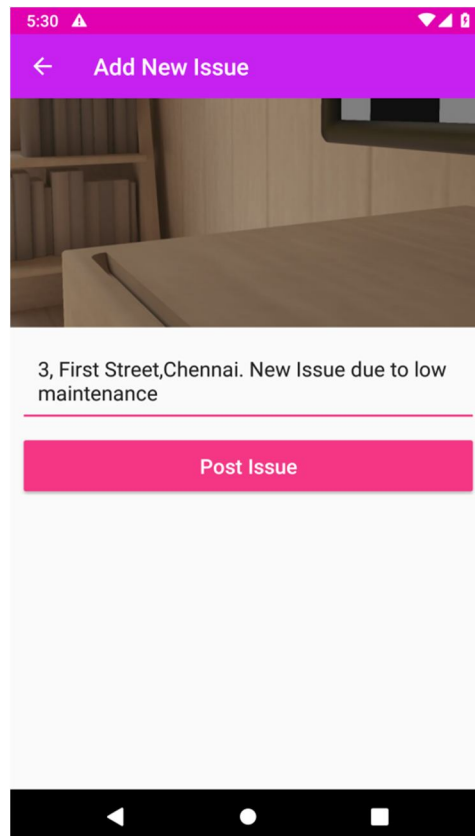 5:30
Add New Issue
3, First Street,Chennai. New Issue due to low
maintenance
Post Issue